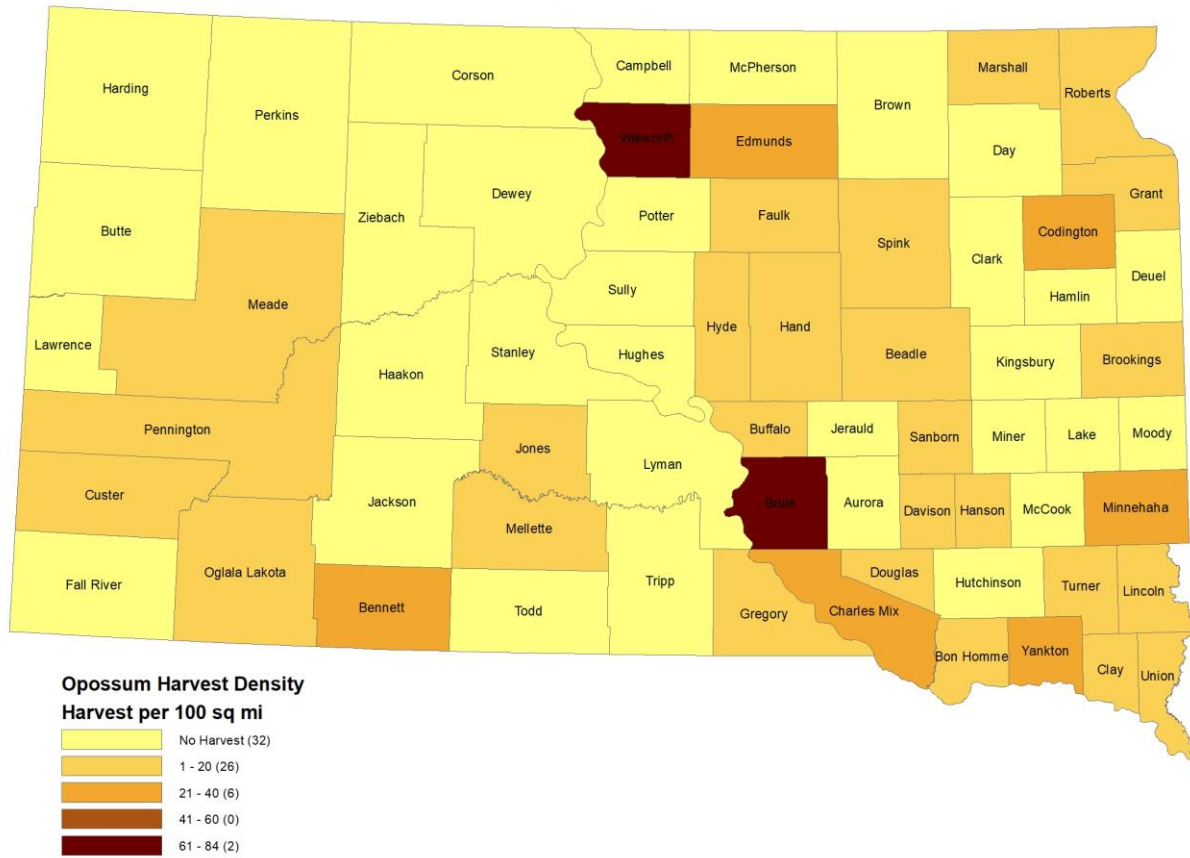 Campbell
McPherson
Marshall
Roberts
Harding
Corson
Perkins
Brown
Walworth
Edmunds
Day
Dewey
Grant
Ziebach
Potter
Faulk
Butte
Codington
Spink
Clark
Deuel
Sully
Hamlin
Meade
Hyde
Hand
Lawrence
Stanley
Hughes
Beadle
Kingsbury
Brookings
Haakon
Pennington
Buffalo
Jerauld
Sanborn
Miner
Lake
Moody
Jones
Lyman
Custer
Jackson
Brule
Aurora
Davison
Hanson
McCook
Minnehaha
Mellette
Oglala Lakota
Douglas
Fall River
Tripp
Hutchinson
Turner
Lincoln
Bennett
Todd
Gregory
Charles Mix
Bon Homme
Yankton
Clay
Union
Opossum Harvest Density
Harvest per 100 sq mi
No Harvest (32)
1 - 20 (26)
21 - 40 (6)
41 - 60 (0)
61 - 84 (2)